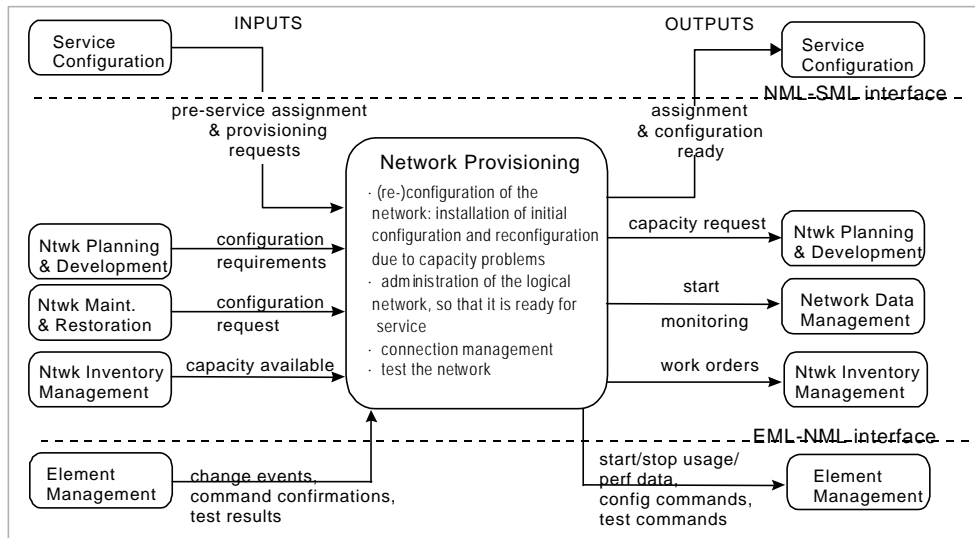 INPUTS
OUTPUTS
Service
Configuration
Service
Configuration
NML-SML interface
pre-service assignment
& provisioning
requests
assignment
& configuration
ready
Network Provisioning
· (re-)configuration of the
network: installation of initial
configuration and reconfiguration
due to capacity problems
· administration of the logical
network, so that it is ready for
service
· connection management
· test the network
Ntwk Planning
& Development
configuration
requirements
Ntwk Maint.
& Restoration
configuration
request
Ntwk Inventory
Management
capacity available
capacity request
Ntwk Planning
& Development
start
monitoring
Network Data
Management
work orders
Ntwk Inventory
Management
EML-NML interface
Element
Management
change events,
command confirmations,
test results
start/stop usage/
perf data,
config commands,
test commands
Element
Management